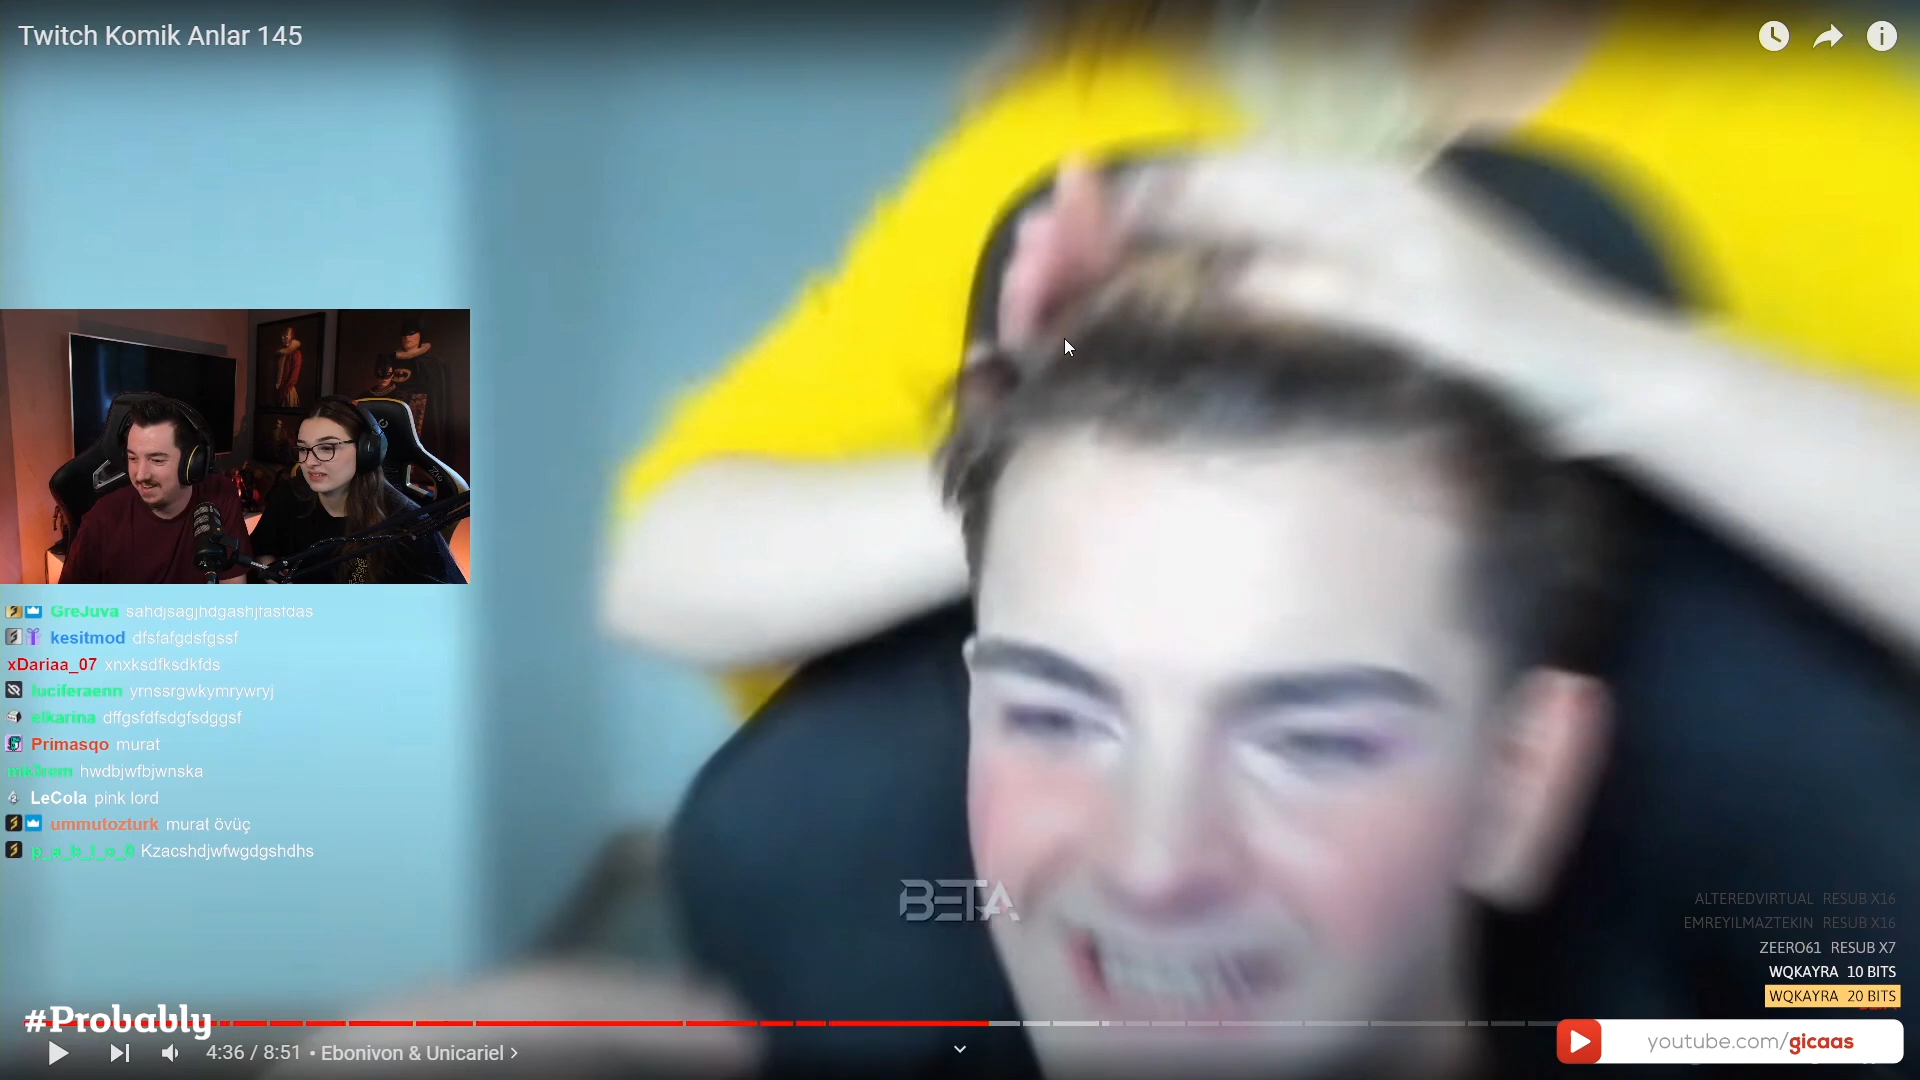 Twitch Komik Anlar 145
GreJuva sahdjsagjhdgashjfasfdas
kesitmod dfsfafgdsfgssf
xDariaa_07 xnxksdfksdkfds
luciferaenn yrnssrgwkymrywryj
elkarina dffgsfdfsdgfsdggsf
Primasqo murat
hwdbjwfbjwnska
LeCola pink lord
ummutozturk murat övüç
p_a_b_l_o_0 Kzacshdjwfwgdgshdhs
BETA
ALTEREDVIRTUAL RESUB X16
EMREYILMAZTEKIN RESUB X16
ZEERO61 RESUB X7
WQKAYRA 10 BITS
WQKAYRA 20 BITS
#Probably
4:36 / 8:51 • Ebonivon & Unicariel
youtube.com/gicaas